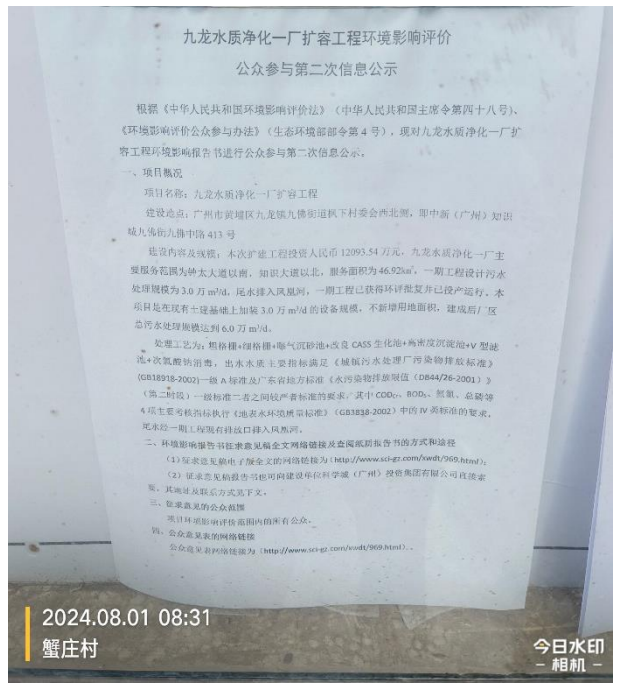 九龙水质净化一厂扩容工程环境影响评价
公众参与第二次信息公示
根据《中华人民共和国环境影响评价法》（中华人民共和国主席令第四十八号）、
《环境影响评价公众参与办法》（生态环境部部令第4号），现对九龙水质净化一厂扩
容工程环境影响报告书进行公众参与第二次信息公示。
一、项目概况
项目名称：九龙水质净化一厂扩容工程
建设地点：广州市黄埔区九龙镇九佛街道枫下村委会西北侧，即中新（广州）知识
城九佛街九佛中路413号
建设内容及规模：本次扩建工程投资人民币12093.54万元，九龙水质净化一厂主
要服务范围为钟太大道以南，知识大道以北，服务面积为46.92km²，一期工程设计污水
处理规模为3.0万m³/d，尾水排入凤凰河，一期工程已获得环评批复并已投产运行。本
项目是在现有土建基础上加装3.0万m³/d的设备规模，不新增用地面积，建成后厂区
总污水处理规模达到6.0万m³/d。
处理工艺为：粗格栅+细格栅+曝气沉砂池+改良CASS生化池+高密度沉淀池+V型滤
池+次氯酸钠消毒，出水水质主要指标满足《城镇污水处理厂污染物排放标准》
(GB18918-2002)一级A标准及广东省地方标准《水污染物排放限值（DB44/26-2001）》
（第二时段）一级标准二者之间较严者标准的要求，其中CODcr、BOD₅、氨氮、总磷等
4项主要考核指标执行《地表水环境质量标准》（GB3838-2002）中的IV类标准的要求。
尾水经一期工程现有排放口排入凤凰河。
二、环境影响报告书征求意见稿全文网络链接及查阅纸质报告书的方式和途径
（1）征求意见稿电子版全文的网络链接为（http://www.sci-gz.com/xwdt/969.html）；
（2）征求意见稿报告书也可向建设单位科学城（广州）投资集团有限公司直接索
要，其地址及联系方式见下文。
三、征求意见的公众范围
项目环境影响评价范围内的所有公众。
四、公众意见表的网络链接
公众意见表网络链接为（http://www.sci-gz.com/xwdt/969.html）。
2024.08.01 08:31
蟹庄村
今日水印
相机